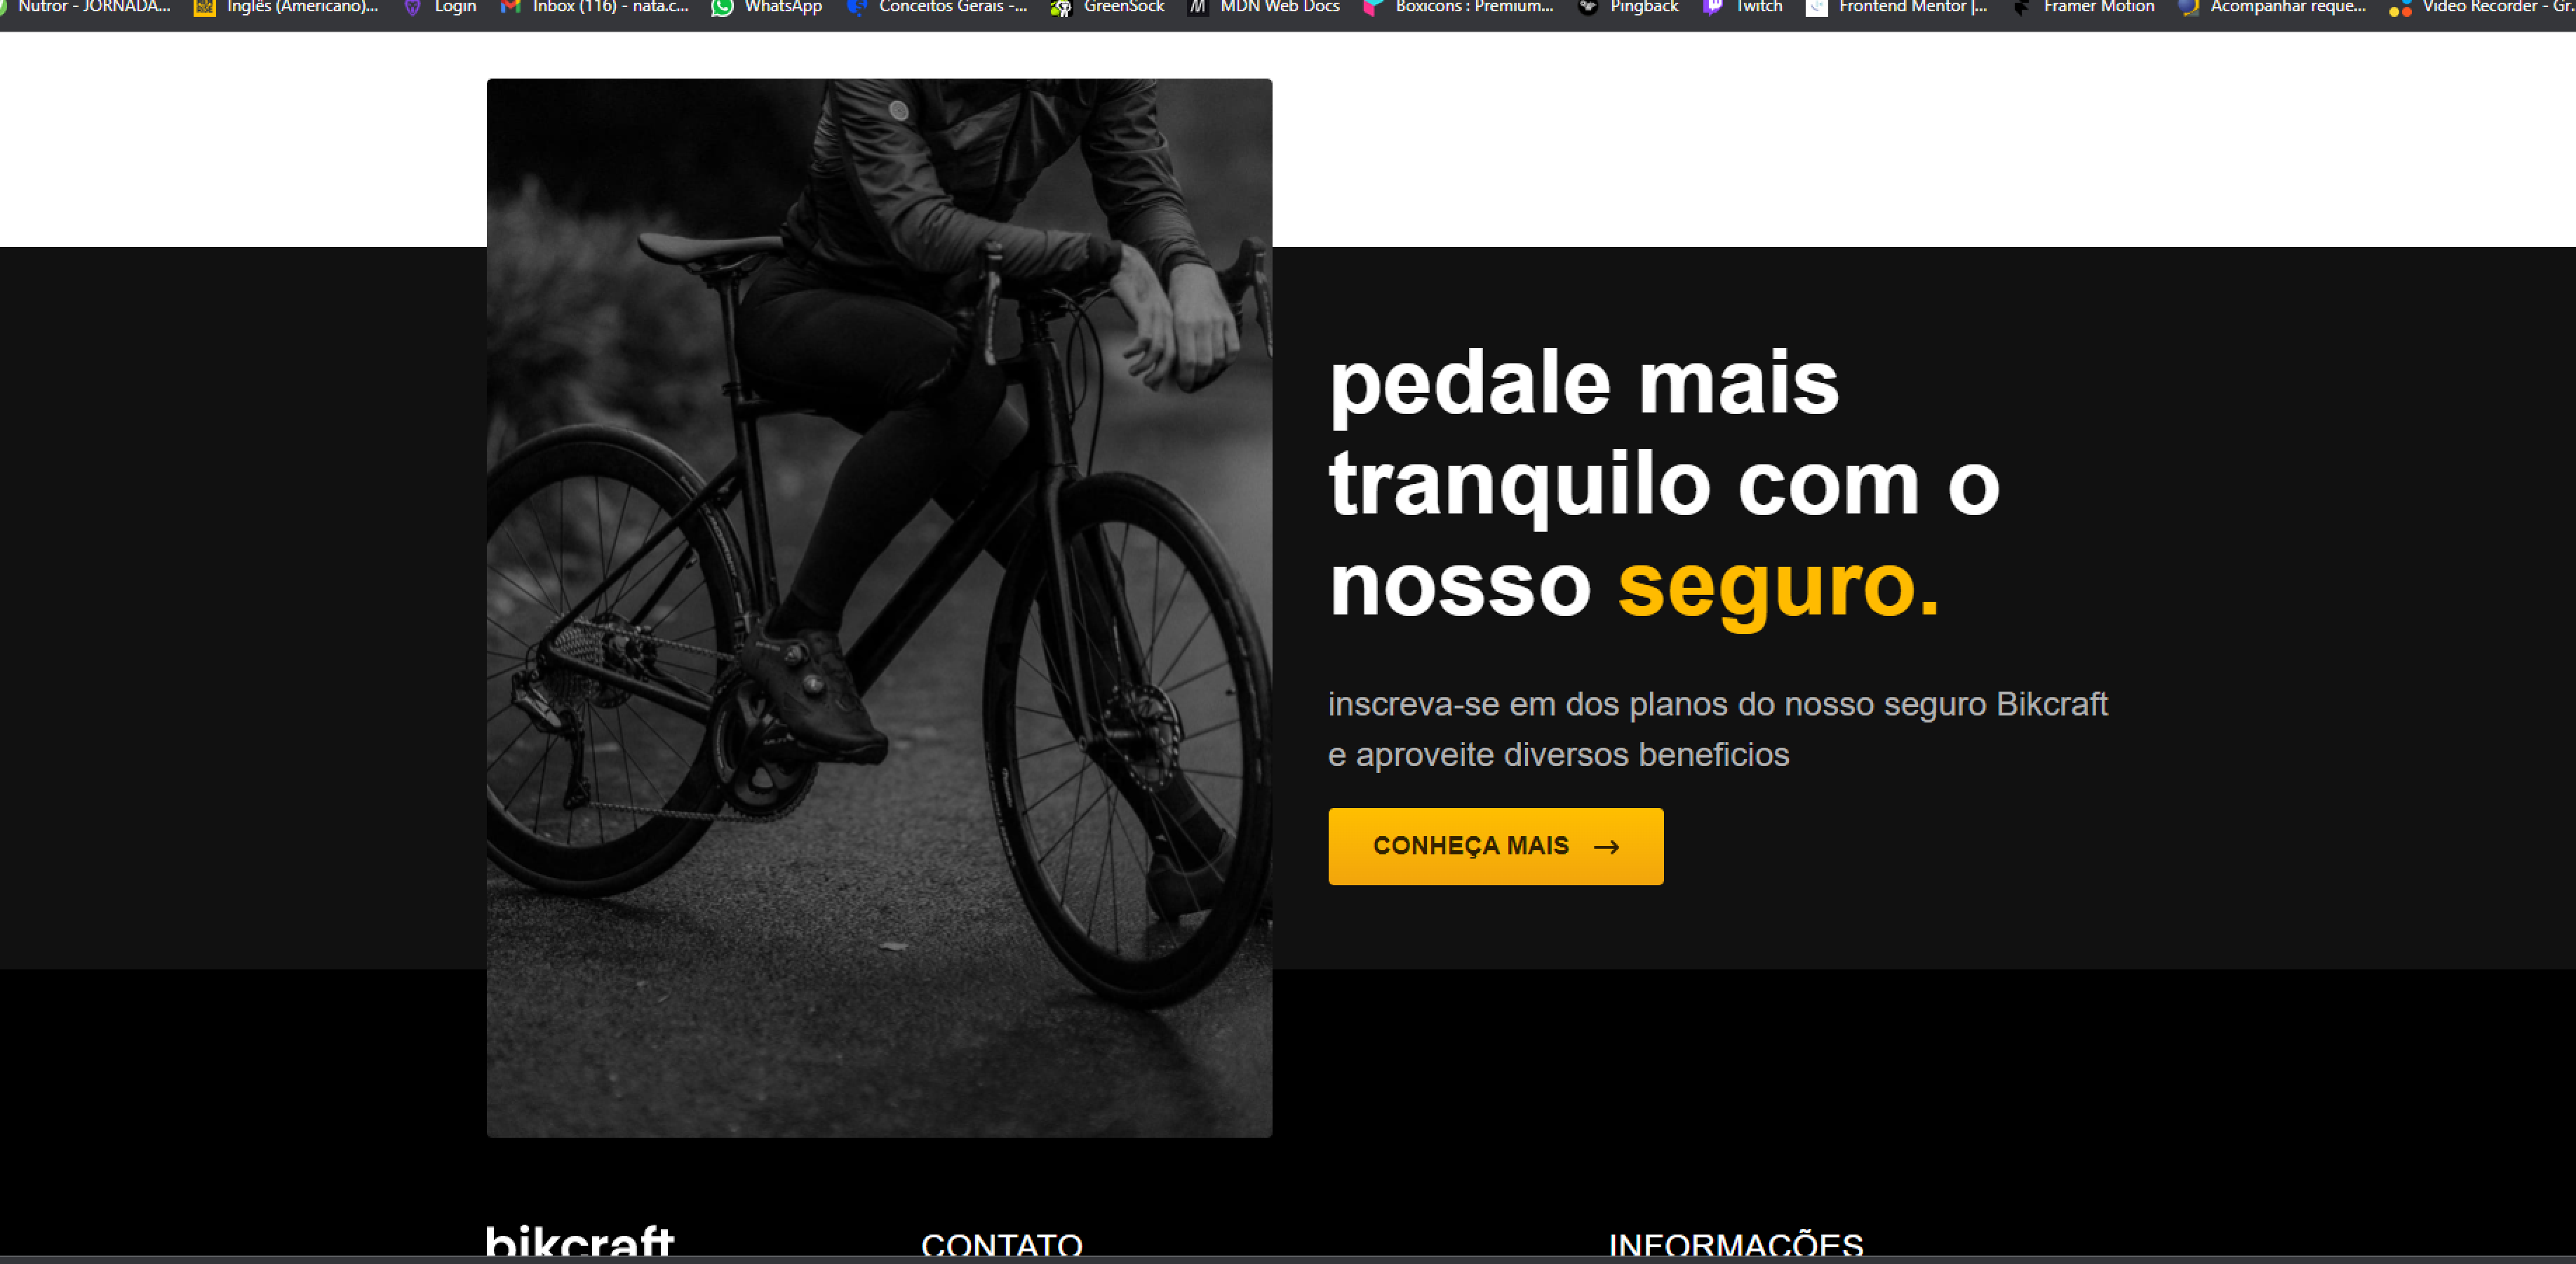 Nutror - JORNADA...
Inglês (Americano)...
Login
Inbox (116) - nata.c...
WhatsApp
Conceitos Gerais -...
GreenSock
MDN Web Docs
Boxicons : Premium...
Pingback
Twitch
Frontend Mentor |...
Framer Motion
Acompanhar reque...
Video Recorder - Gr...
pedale mais
tranquilo com o
nosso seguro.
inscreva-se em dos planos do nosso seguro Bikcraft
e aproveite diversos beneficios
CONHEÇA MAIS →
bikcraft
CONTATO
INFORMAÇÕES